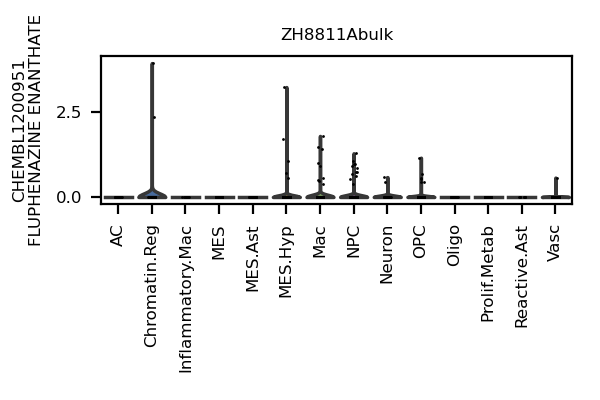 ZH8811Abulk
CHEMBL1200951
FLUPHENAZINE ENANTHATE
2.5
0.0
AC
Chromatin.Reg
Inflammatory.Mac
MES
MES.Ast
MES.Hyp
Mac
NPC
Neuron
OPC
Oligo
Prolif.Metab
Reactive.Ast
Vasc